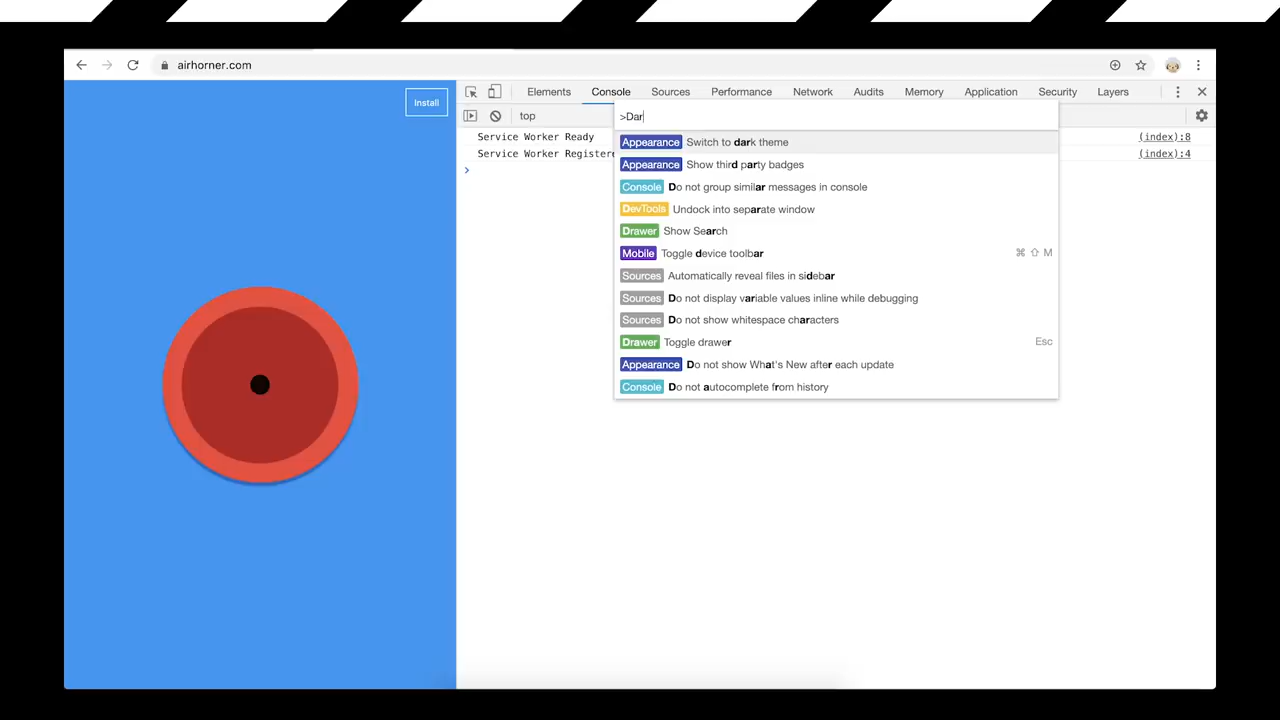 airhorner.com
Install
Elements Console Sources Performance Network Audits Memory Application Security Layers
top
>Dar
Service Worker Ready (index):8
Service Worker Registere (index):4
Appearance Switch to dark theme
Appearance Show third party badges
Console Do not group similar messages in console
DevTools Undock into separate window
Drawer Show Search
Mobile Toggle device toolbar ⌘ ⇧ M
Sources Automatically reveal files in sidebar
Sources Do not display variable values inline while debugging
Sources Do not show whitespace characters
Drawer Toggle drawer Esc
Appearance Do not show What's New after each update
Console Do not autocomplete from history